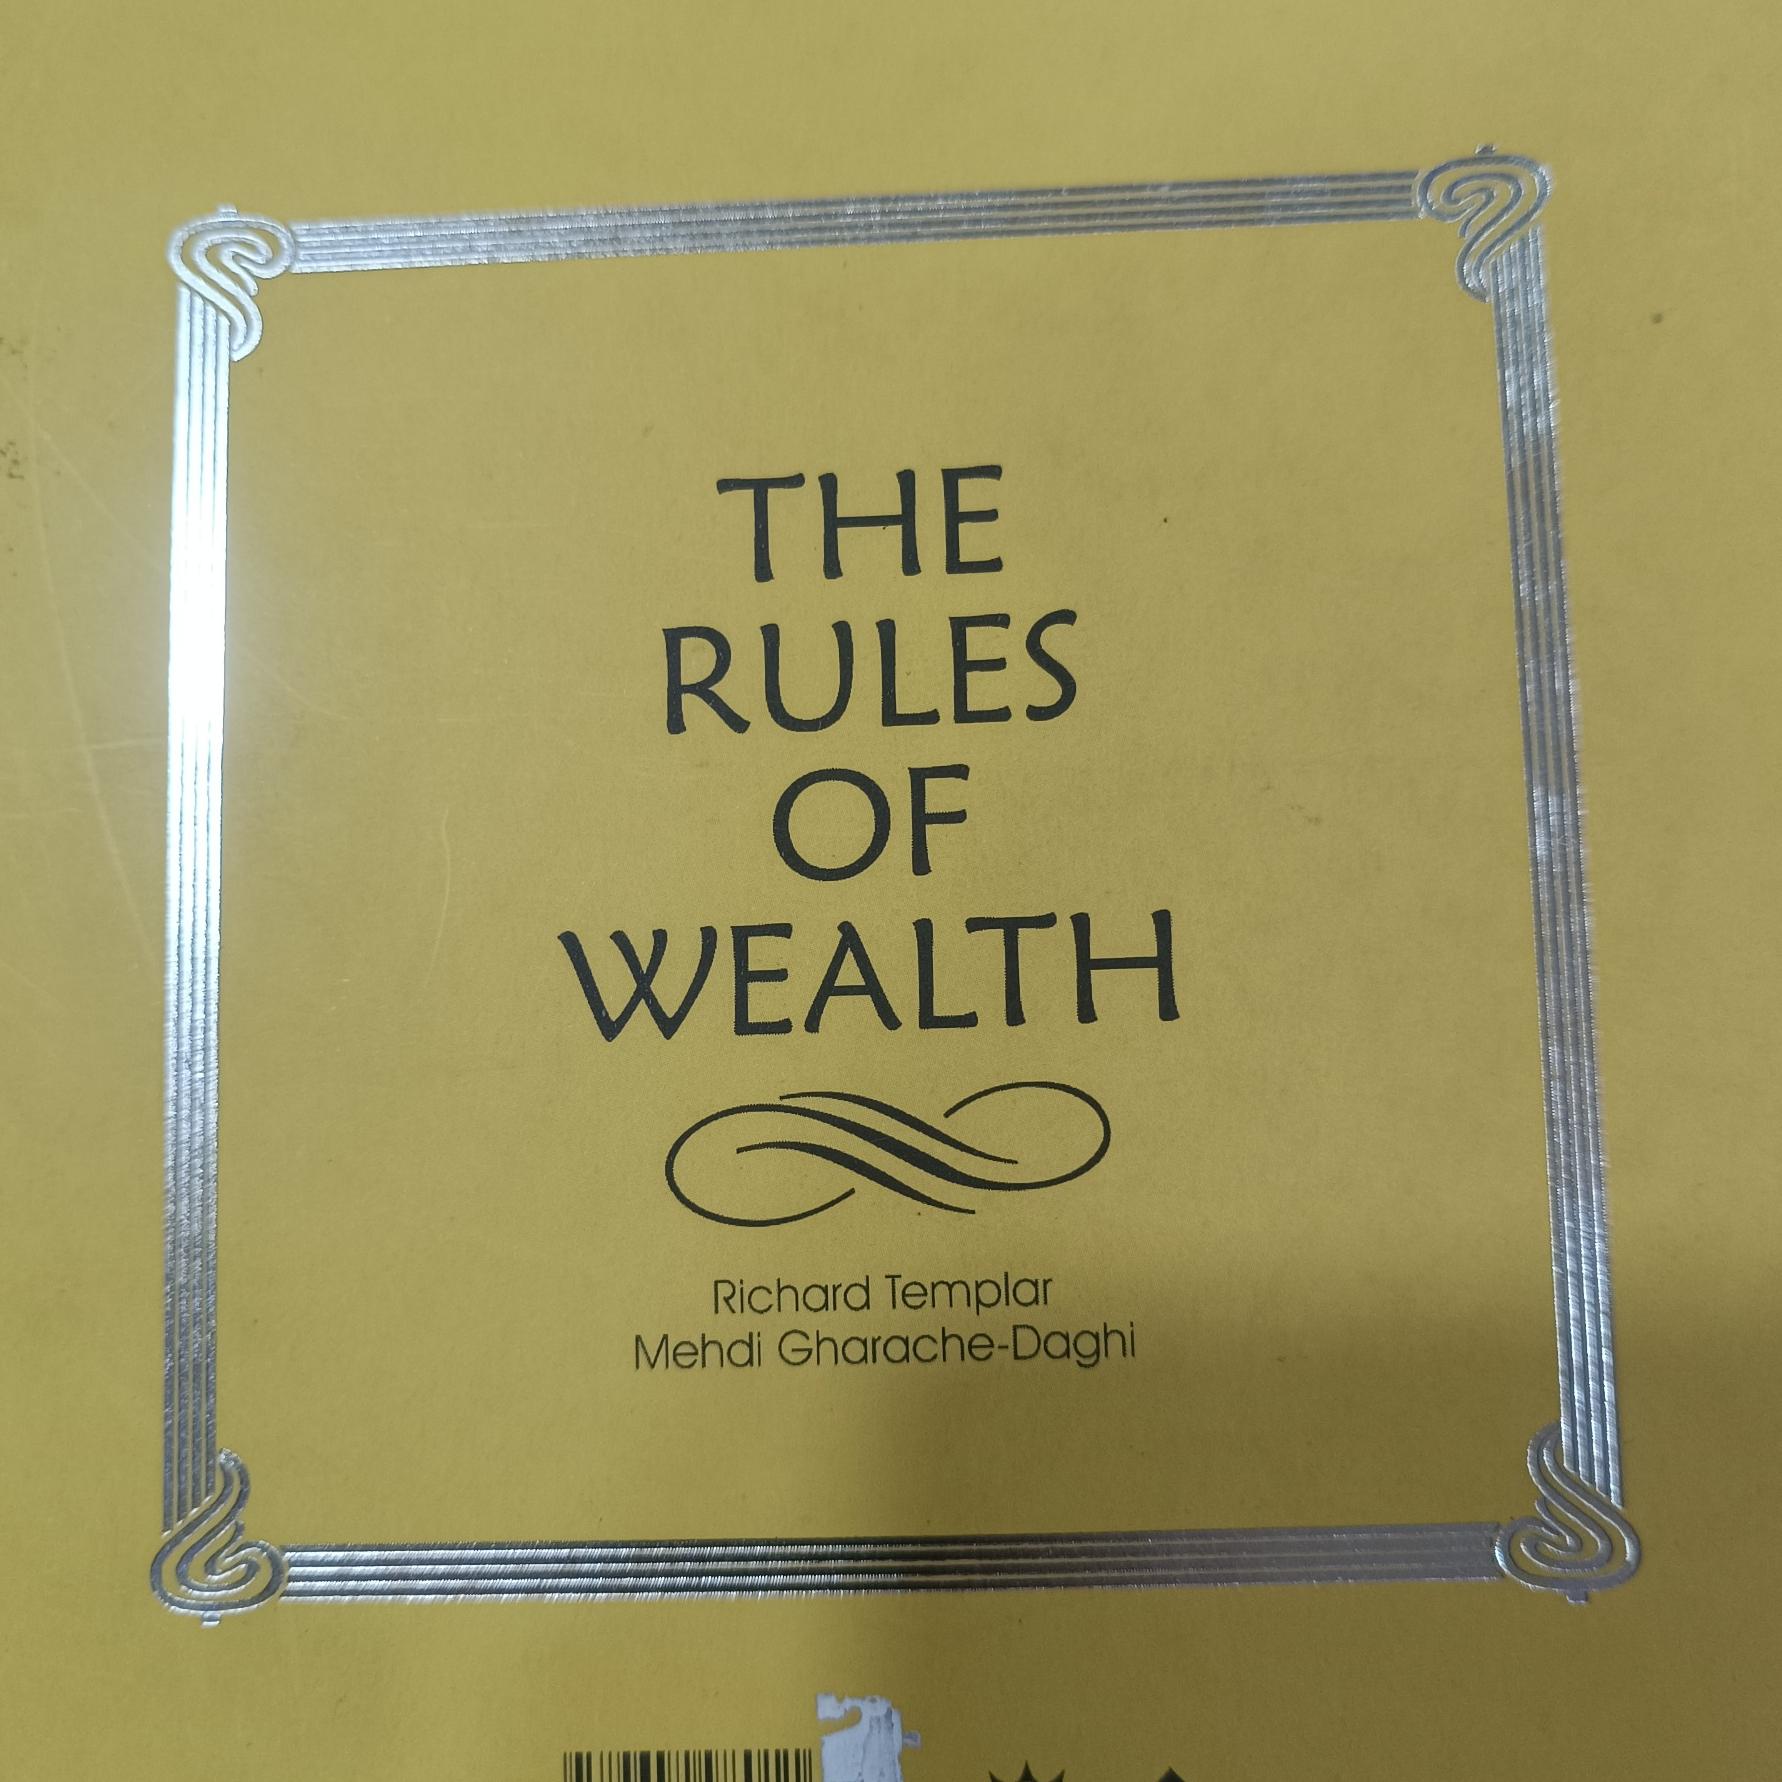 THE
RULES
OF
WEALTH
Richard Templar
Mehdi Gharache-Daghi